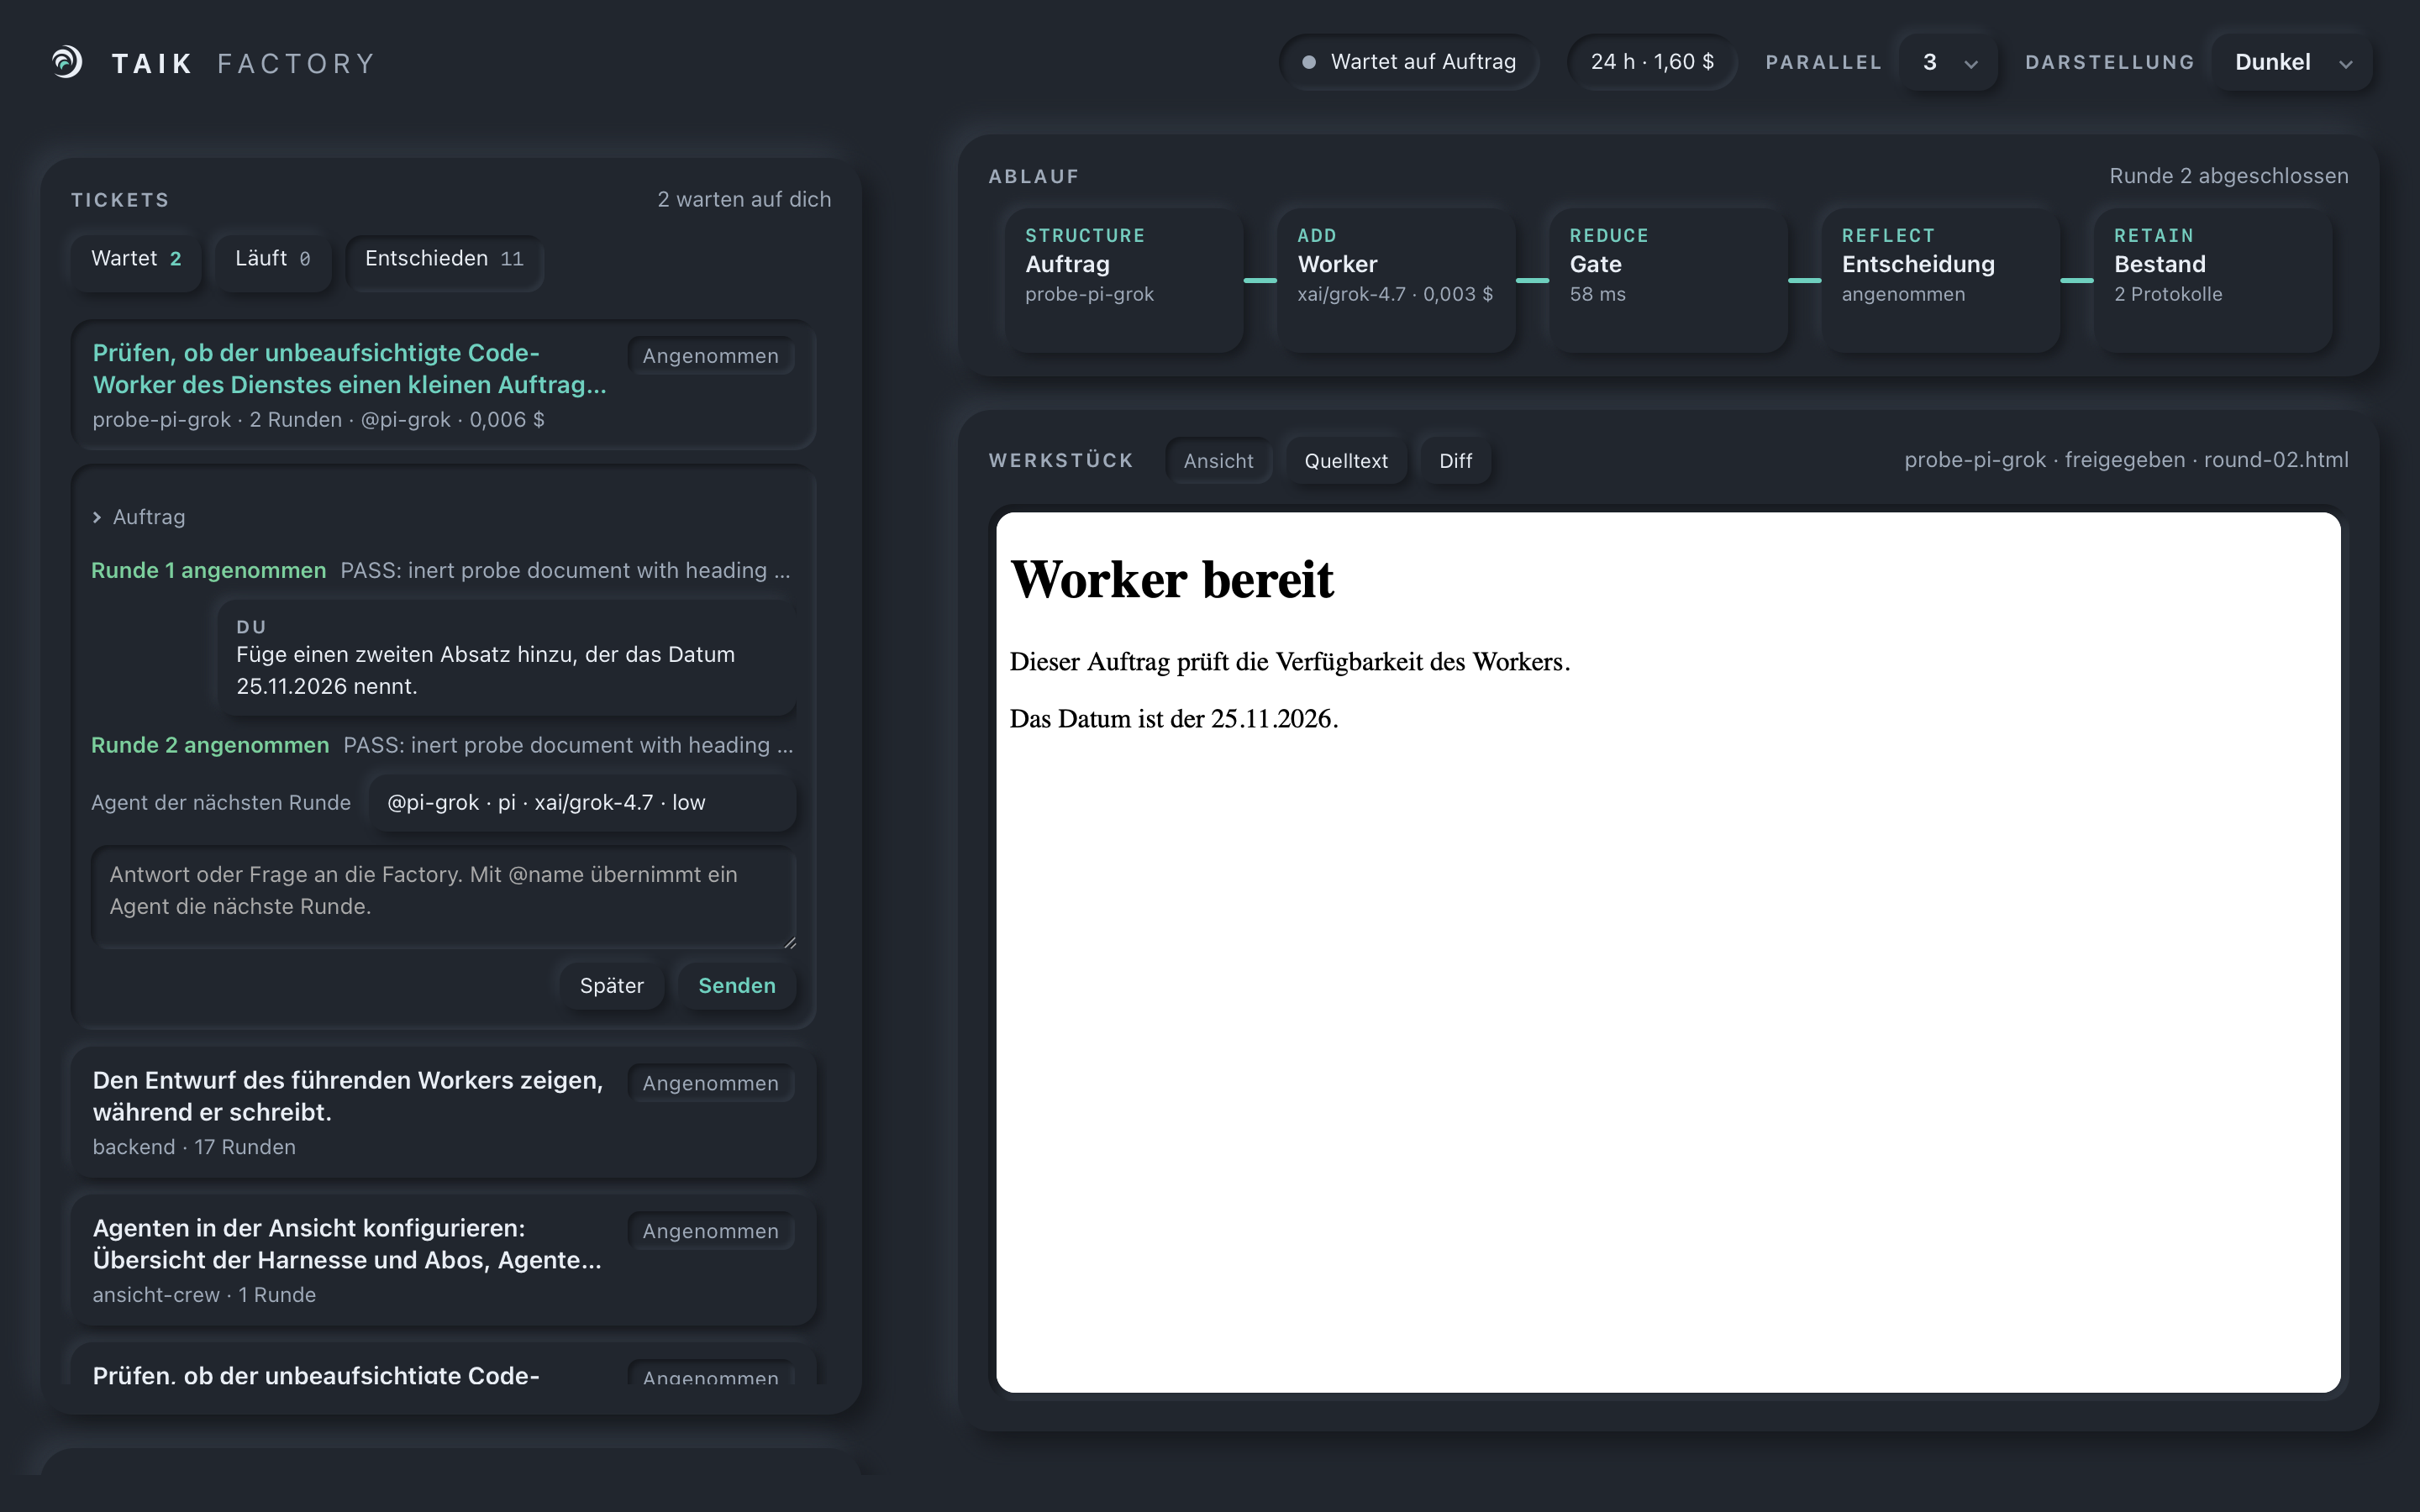 TAIK FACTORY
Wartet auf Auftrag
24 h · 1,60 $
PARALLEL
3
DARSTELLUNG
Dunkel
TICKETS
2 warten auf dich
Wartet 2
Läuft 0
Entschieden 11
Prüfen, ob der unbeaufsichtigte Code-
Worker des Dienstes einen kleinen Auftrag...
Angenommen
probe-pi-grok · 2 Runden · @pi-grok · 0,006 $
Auftrag
Runde 1 angenommen PASS: inert probe document with heading ...
DU
Füge einen zweiten Absatz hinzu, der das Datum
25.11.2026 nennt.
Runde 2 angenommen PASS: inert probe document with heading ...
Agent der nächsten Runde
@pi-grok · pi · xai/grok-4.7 · low
Antwort oder Frage an die Factory. Mit @name übernimmt ein
Agent die nächste Runde.
Später
Senden
Den Entwurf des führenden Workers zeigen,
während er schreibt.
Angenommen
backend · 17 Runden
Agenten in der Ansicht konfigurieren:
Übersicht der Harnesse und Abos, Agente...
Angenommen
ansicht-crew · 1 Runde
Prüfen, ob der unbeaufsichtigte Code-
Angenommen
ABLAUF
Runde 2 abgeschlossen
STRUCTURE
Auftrag
probe-pi-grok
ADD
Worker
xai/grok-4.7 · 0,003 $
REDUCE
Gate
58 ms
REFLECT
Entscheidung
angenommen
RETAIN
Bestand
2 Protokolle
WERKSTÜCK
Ansicht
Quelltext
Diff
probe-pi-grok · freigegeben · round-02.html
Worker bereit
Dieser Auftrag prüft die Verfügbarkeit des Workers.
Das Datum ist der 25.11.2026.